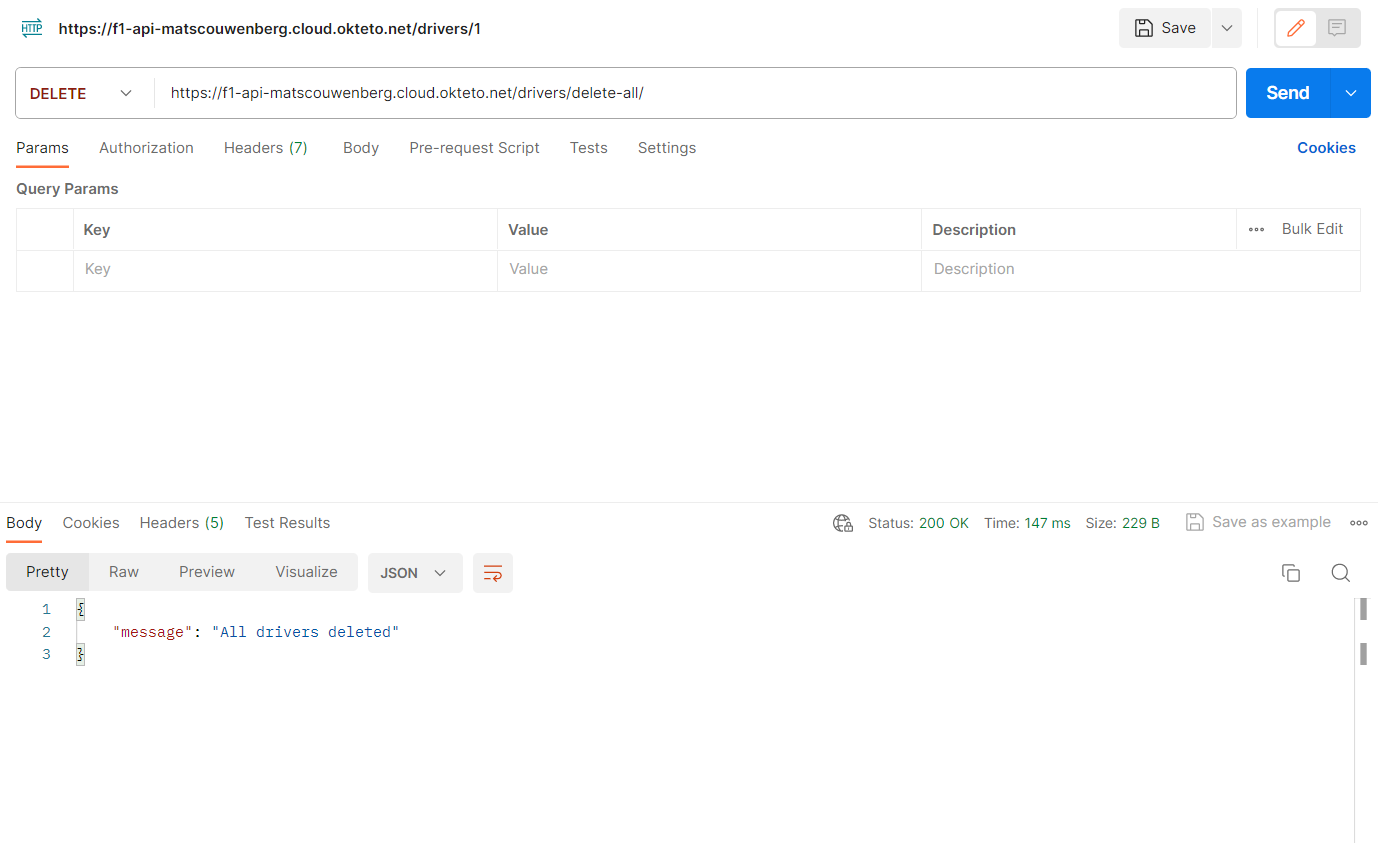 HTTP https://f1-api-matscouwenberg.cloud.okteto.net/drivers/1 Save
DELETE https://f1-api-matscouwenberg.cloud.okteto.net/drivers/delete-all/ Send
Params Authorization Headers (7) Body Pre-request Script Tests Settings Cookies
Query Params
Key Value Description Bulk Edit
Key Value Description
Body Cookies Headers (5) Test Results Status: 200 OK Time: 147 ms Size: 229 B Save as example
Pretty Raw Preview Visualize JSON
1 {
2 "message": "All drivers deleted"
3 }